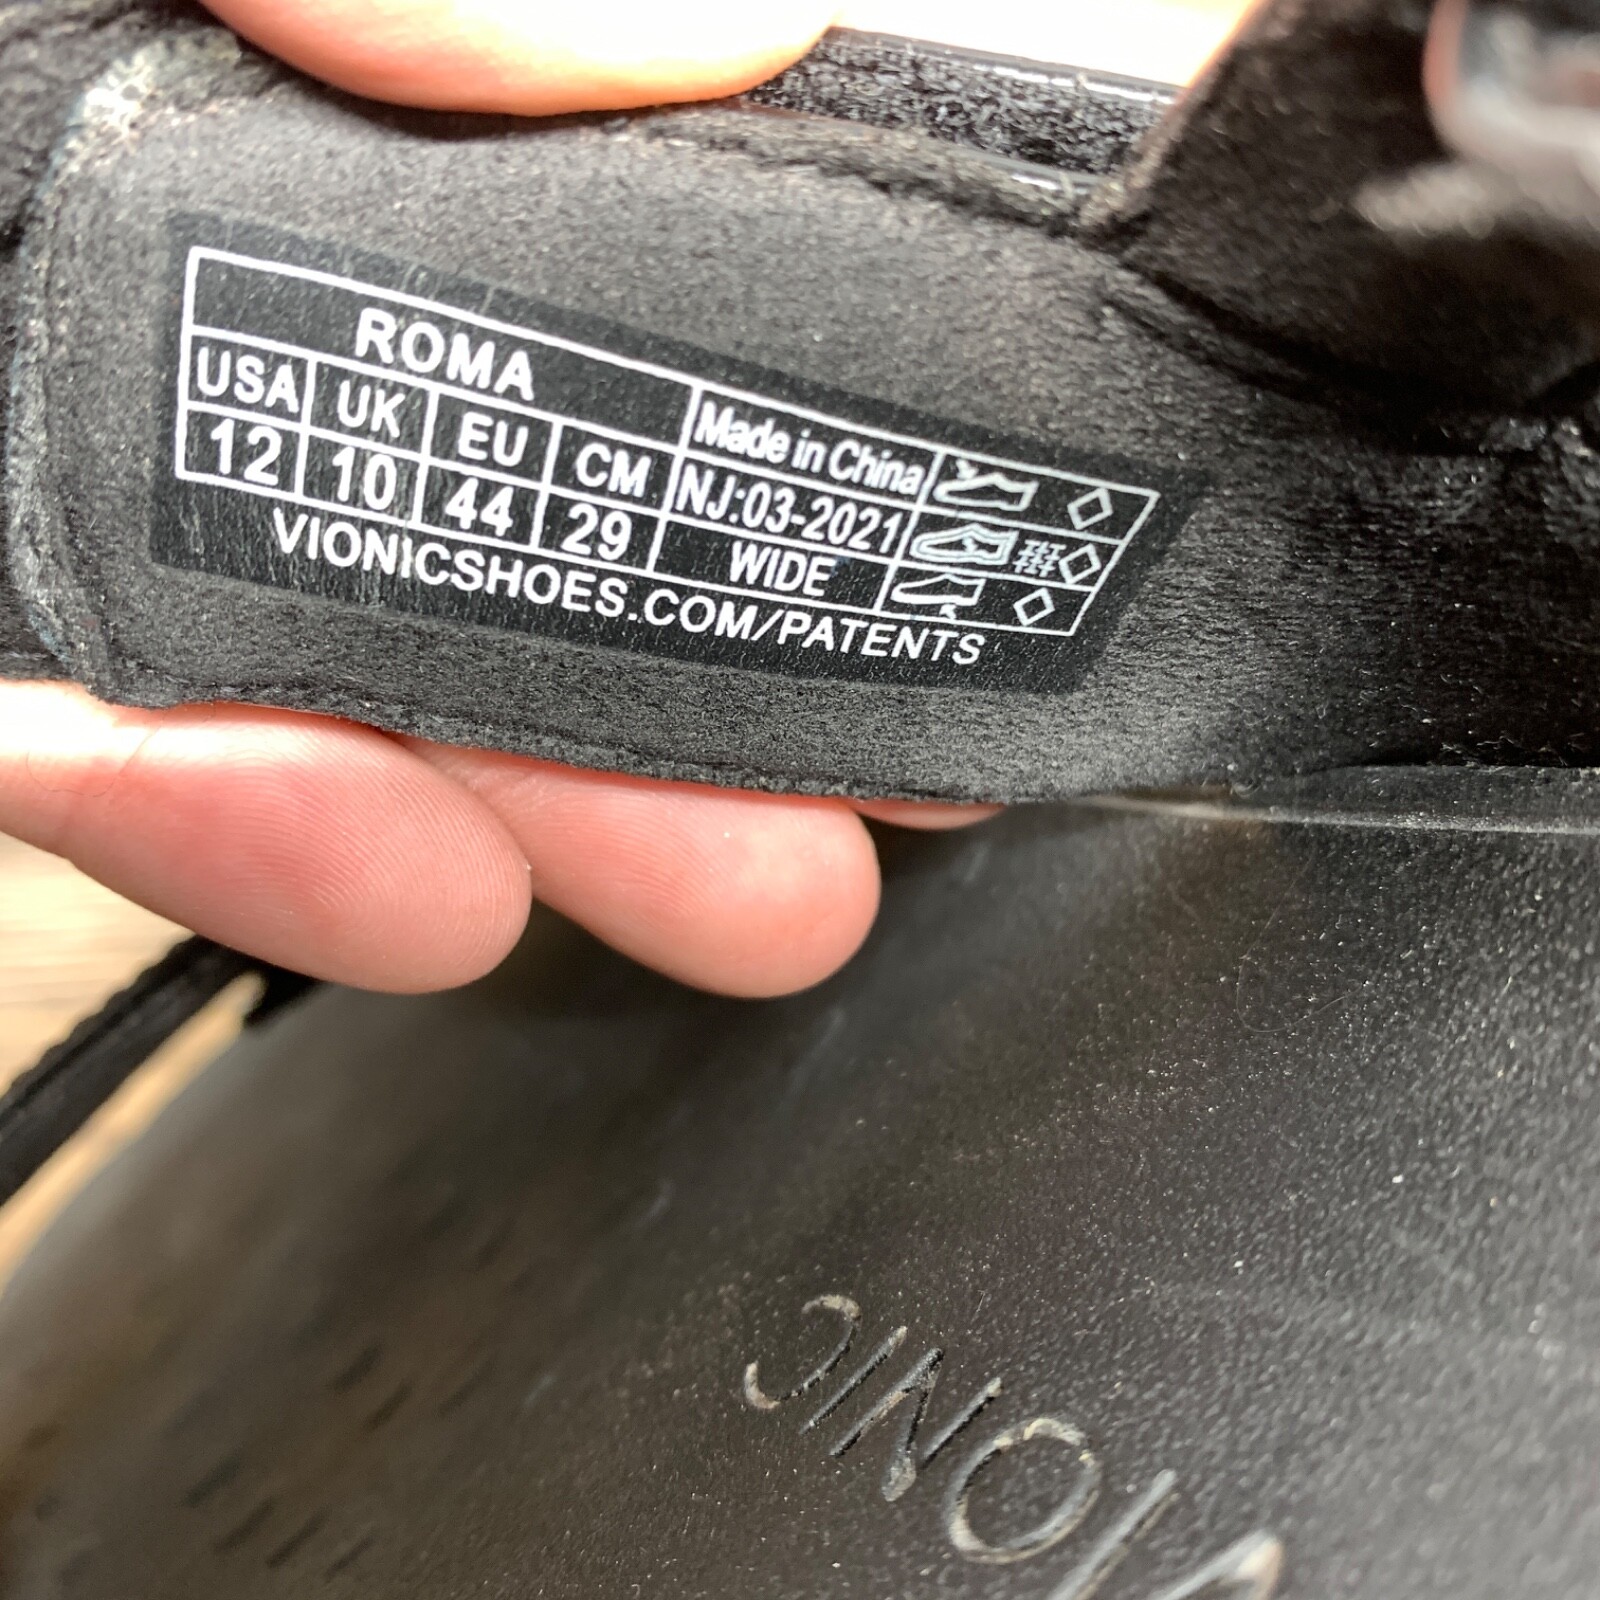 ROMA Made in China
USA UK EU CM NJ:03-2021
12 10 44 29 WIDE
VIONICSHOES.COM/PATENTS
VIONIC